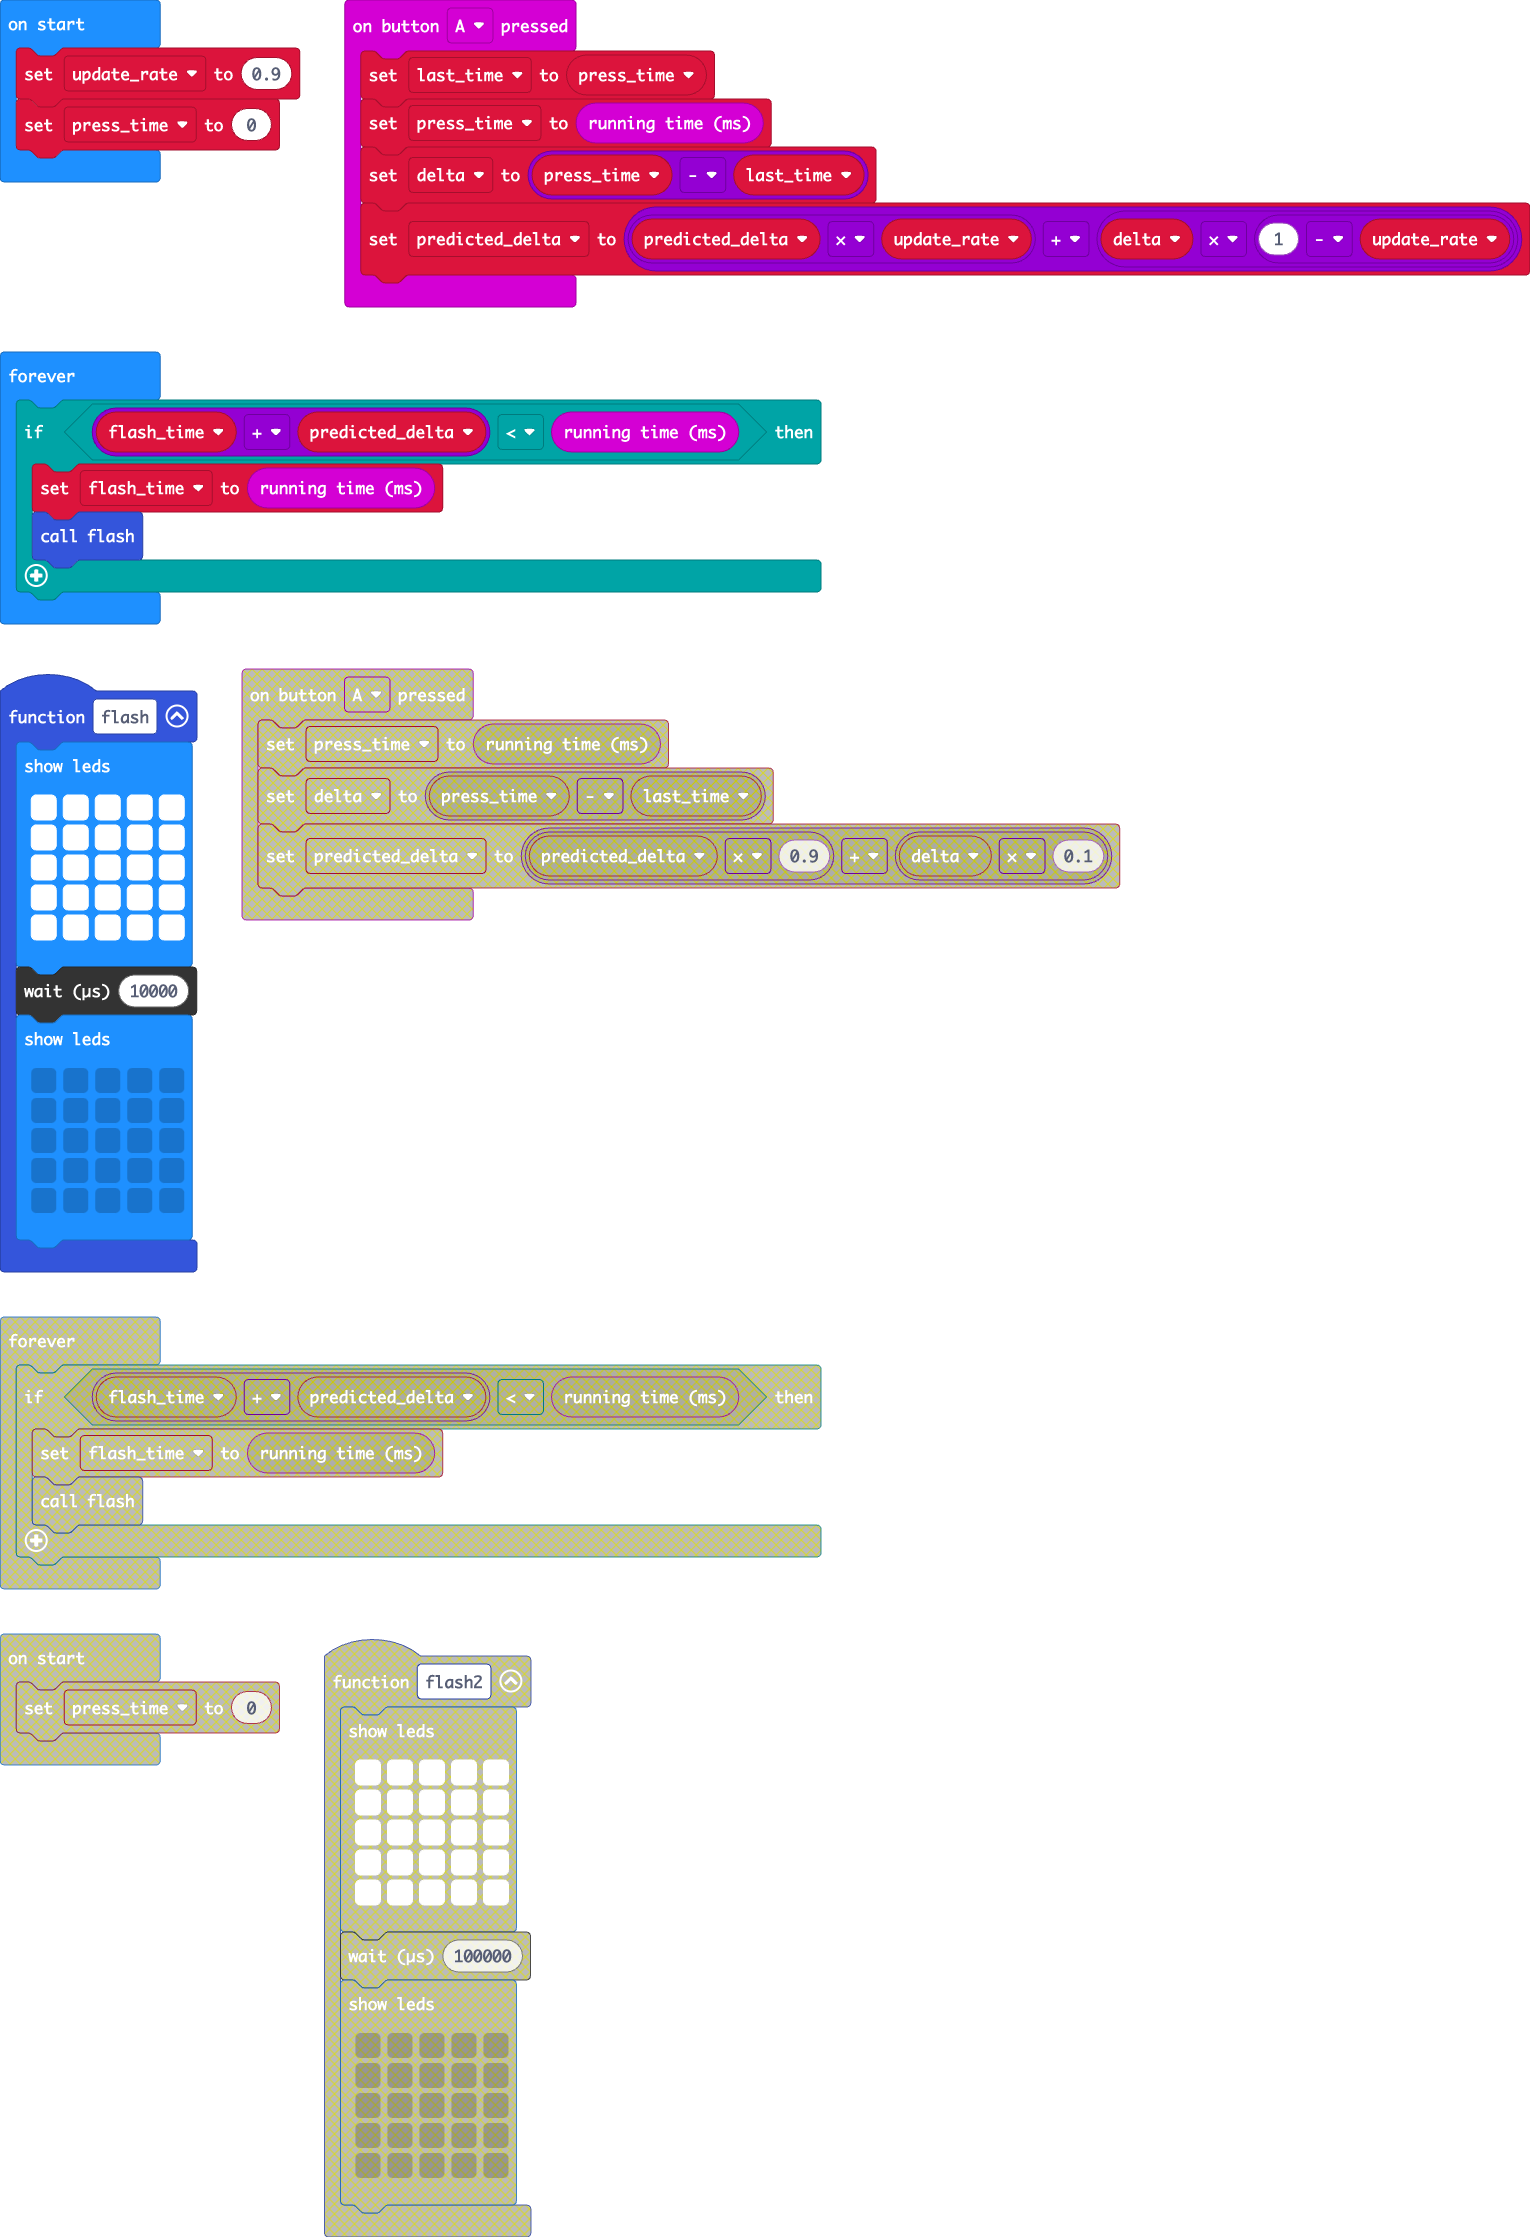 on start
set update_rate to 0.9
set press_time to 0
on button A pressed
set last_time to press_time
set press_time to running time (ms)
set delta to press_time - last_time
set predicted_delta to predicted_delta × update_rate + delta × 1 - update_rate
forever
if flash_time + predicted_delta < running time (ms) then
set flash_time to running time (ms)
call flash
function flash
show leds
wait (µs) 10000
show leds
on button A pressed
set press_time to running time (ms)
set delta to press_time - last_time
set predicted_delta to predicted_delta × 0.9 + delta × 0.1
forever
if flash_time + predicted_delta < running time (ms) then
set flash_time to running time (ms)
call flash
on start
set press_time to 0
function flash2
show leds
wait (µs) 100000
show leds